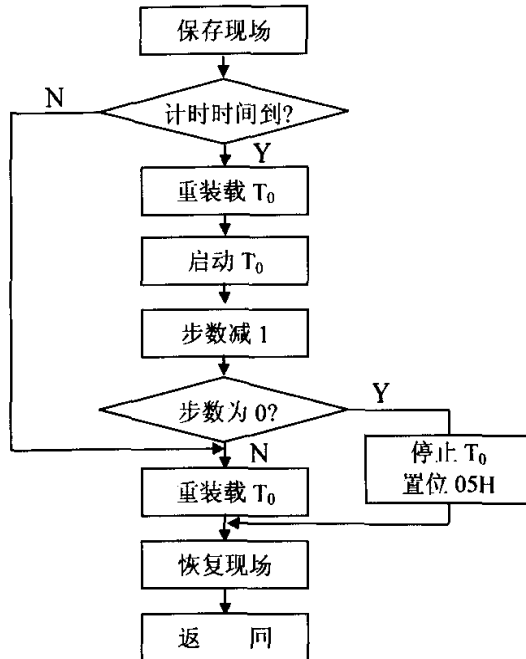 保存现场
N
计时时间到?
Y
重装载 T₀
启动 T₀
步数减 1
步数为 0?
Y
N
停止 T₀
置位 05H
重装载 T₀
恢复现场
返 回